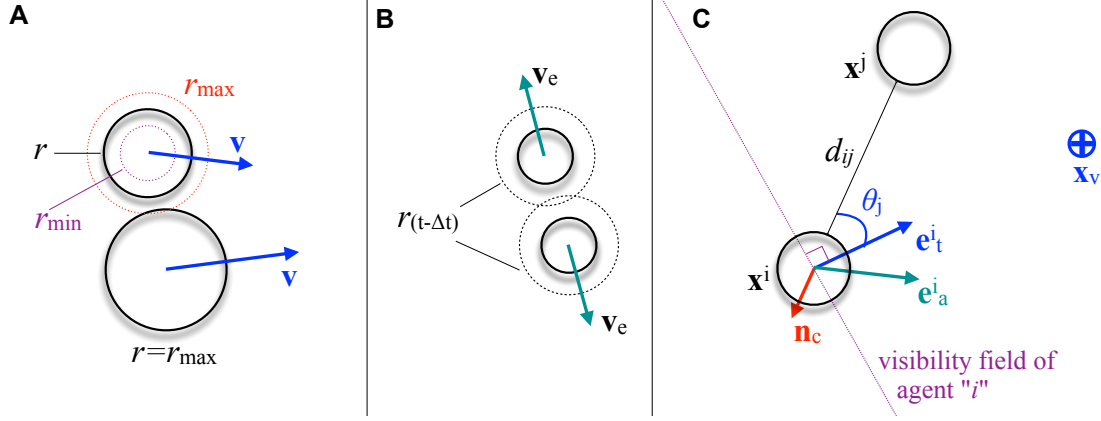 A
r_max
v
r
r_min
v
r=r_max
B
v_e
r_(t-Δt)
v_e
C
x^j
d_ij
x_v
θ_j
e^i_t
x^i
e^i_a
n_c
visibility field of
agent "i"